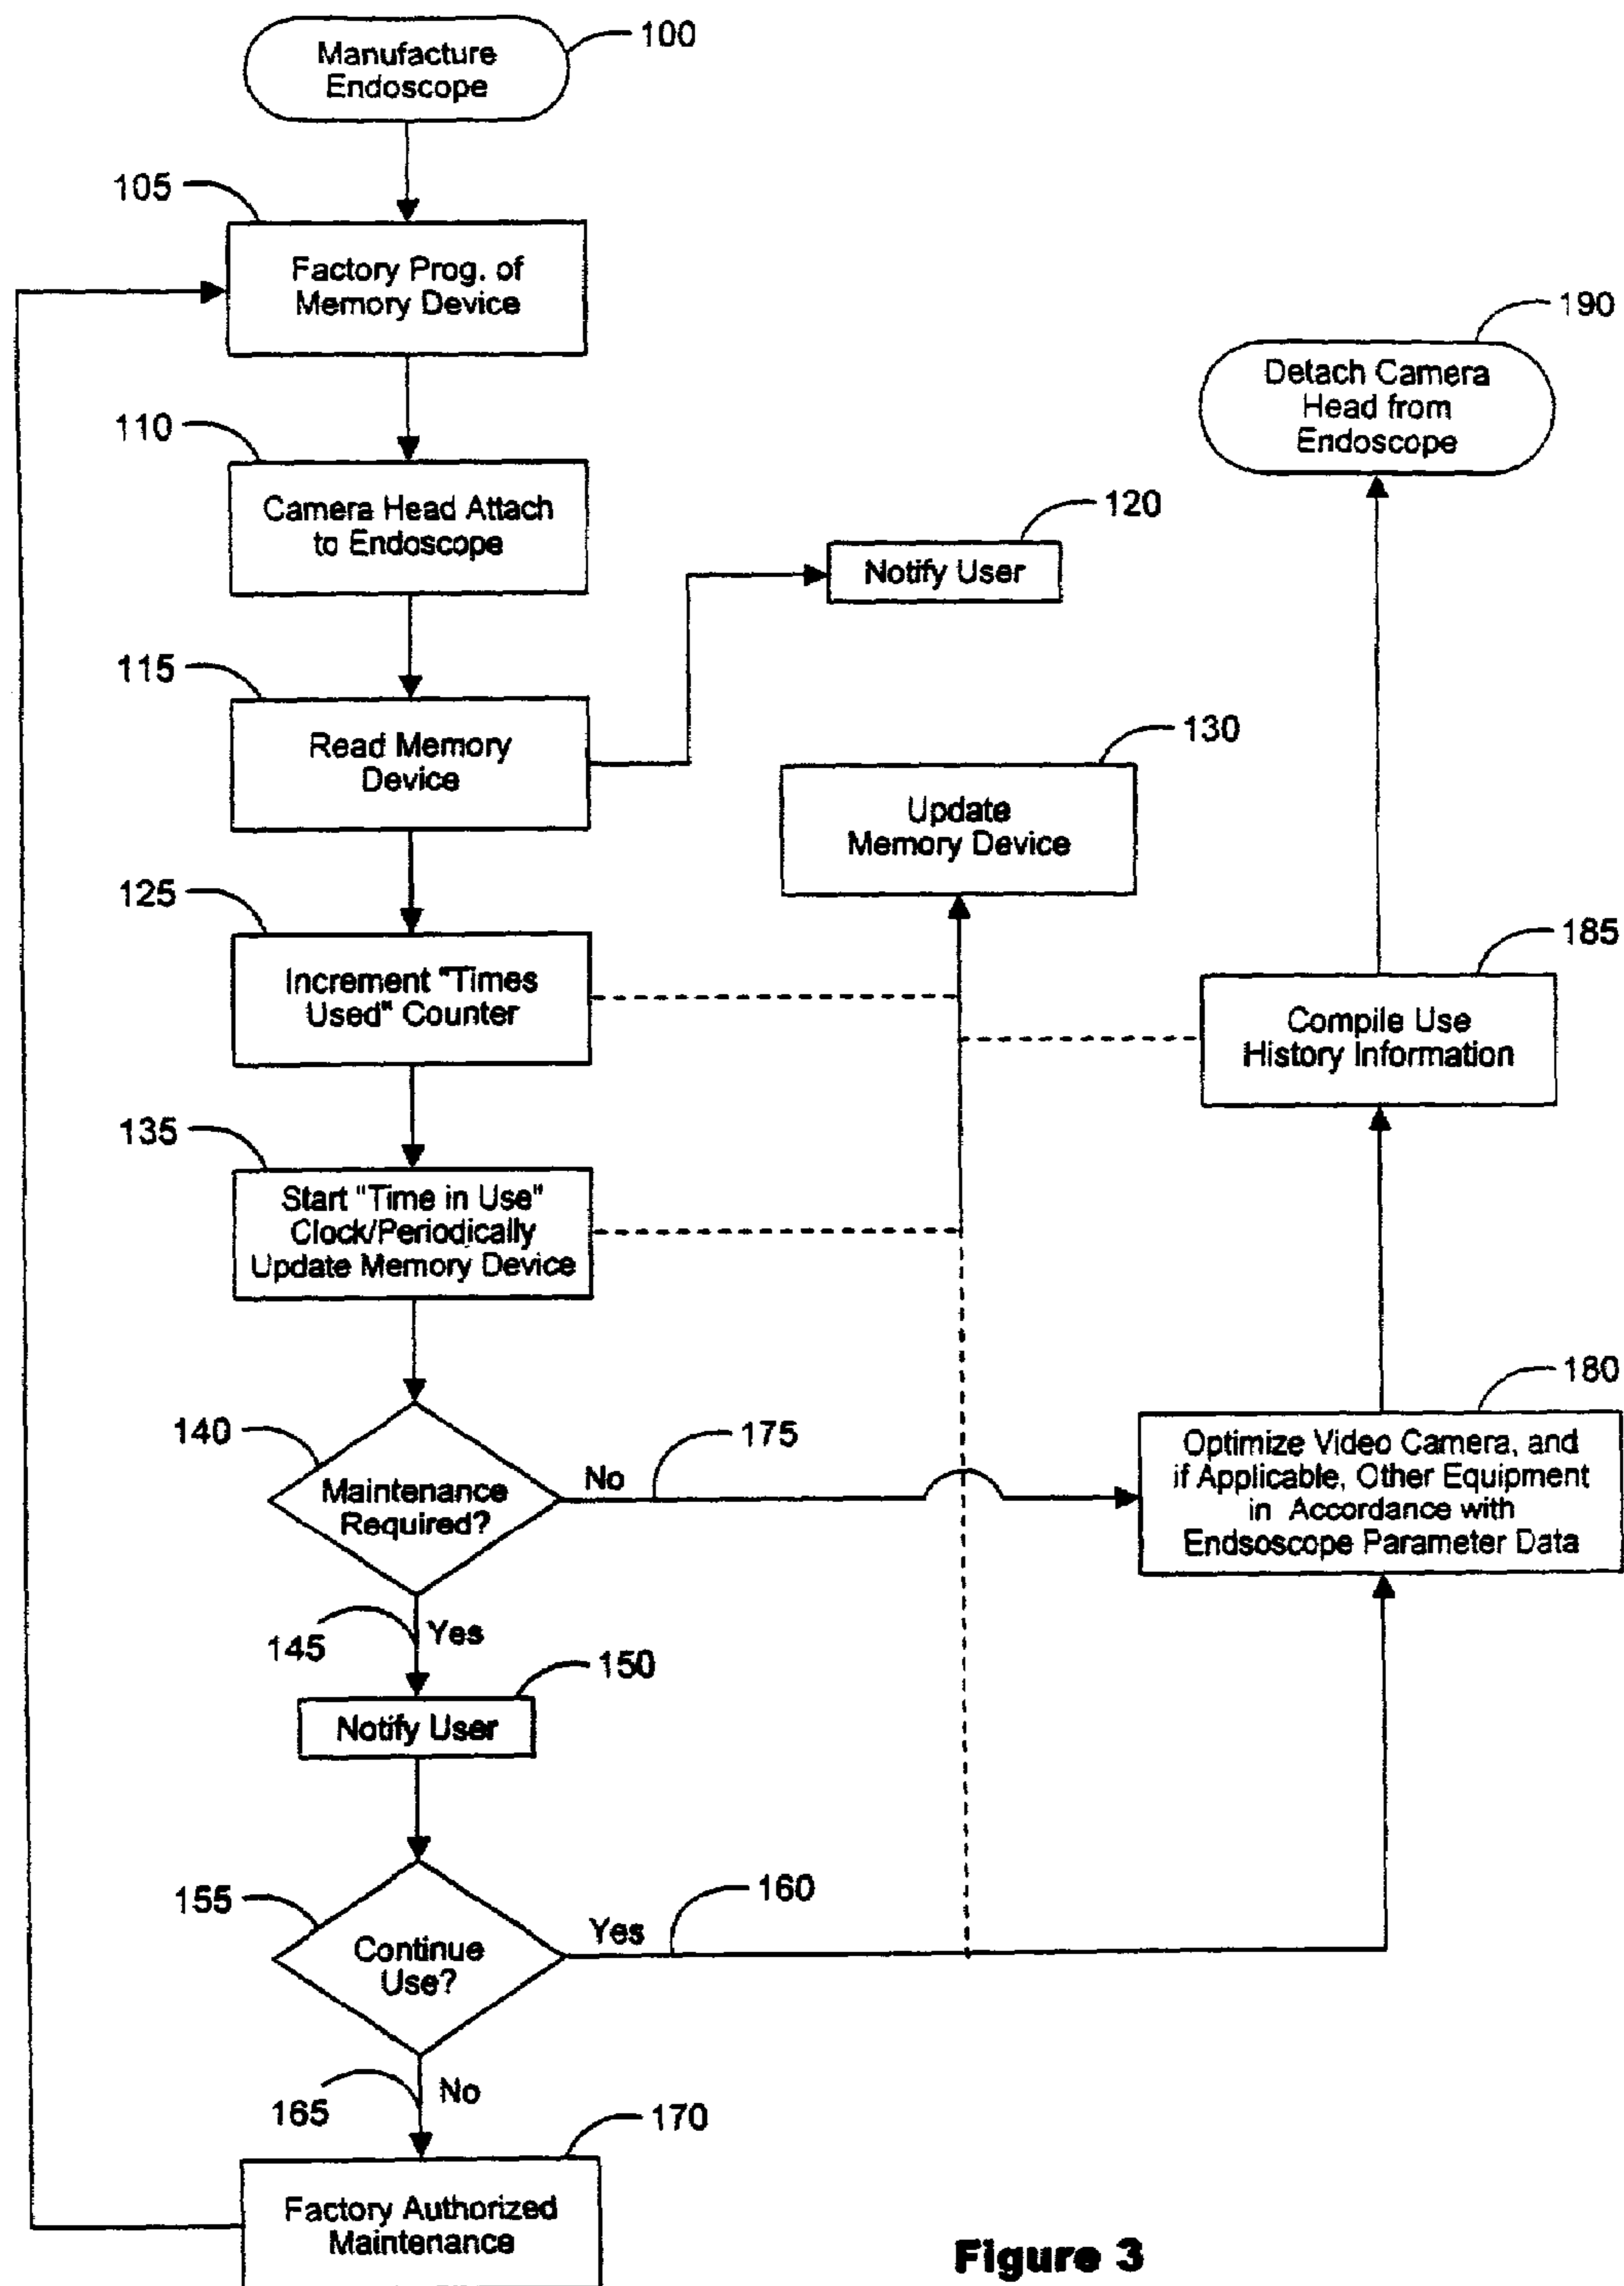 Manufacture
Endoscope
100
105
Factory Prog. of
Memory Device
190
Detach Camera
Head from
Endoscope
110
Camera Head Attach
to Endoscope
120
Notify User
115
Read Memory
Device
130
Update
Memory Device
125
Increment "Times
Used" Counter
185
Compile Use
History Information
135
Start "Time in Use"
Clock/Periodically
Update Memory Device
140
Maintenance
Required?
No
175
180
Optimize Video Camera, and
if Applicable, Other Equipment
in Accordance with
Endsoscope Parameter Data
145
Yes
150
Notify User
155
Continue
Use?
Yes
160
165
No
170
Factory Authorized
Maintenance
Figure 3